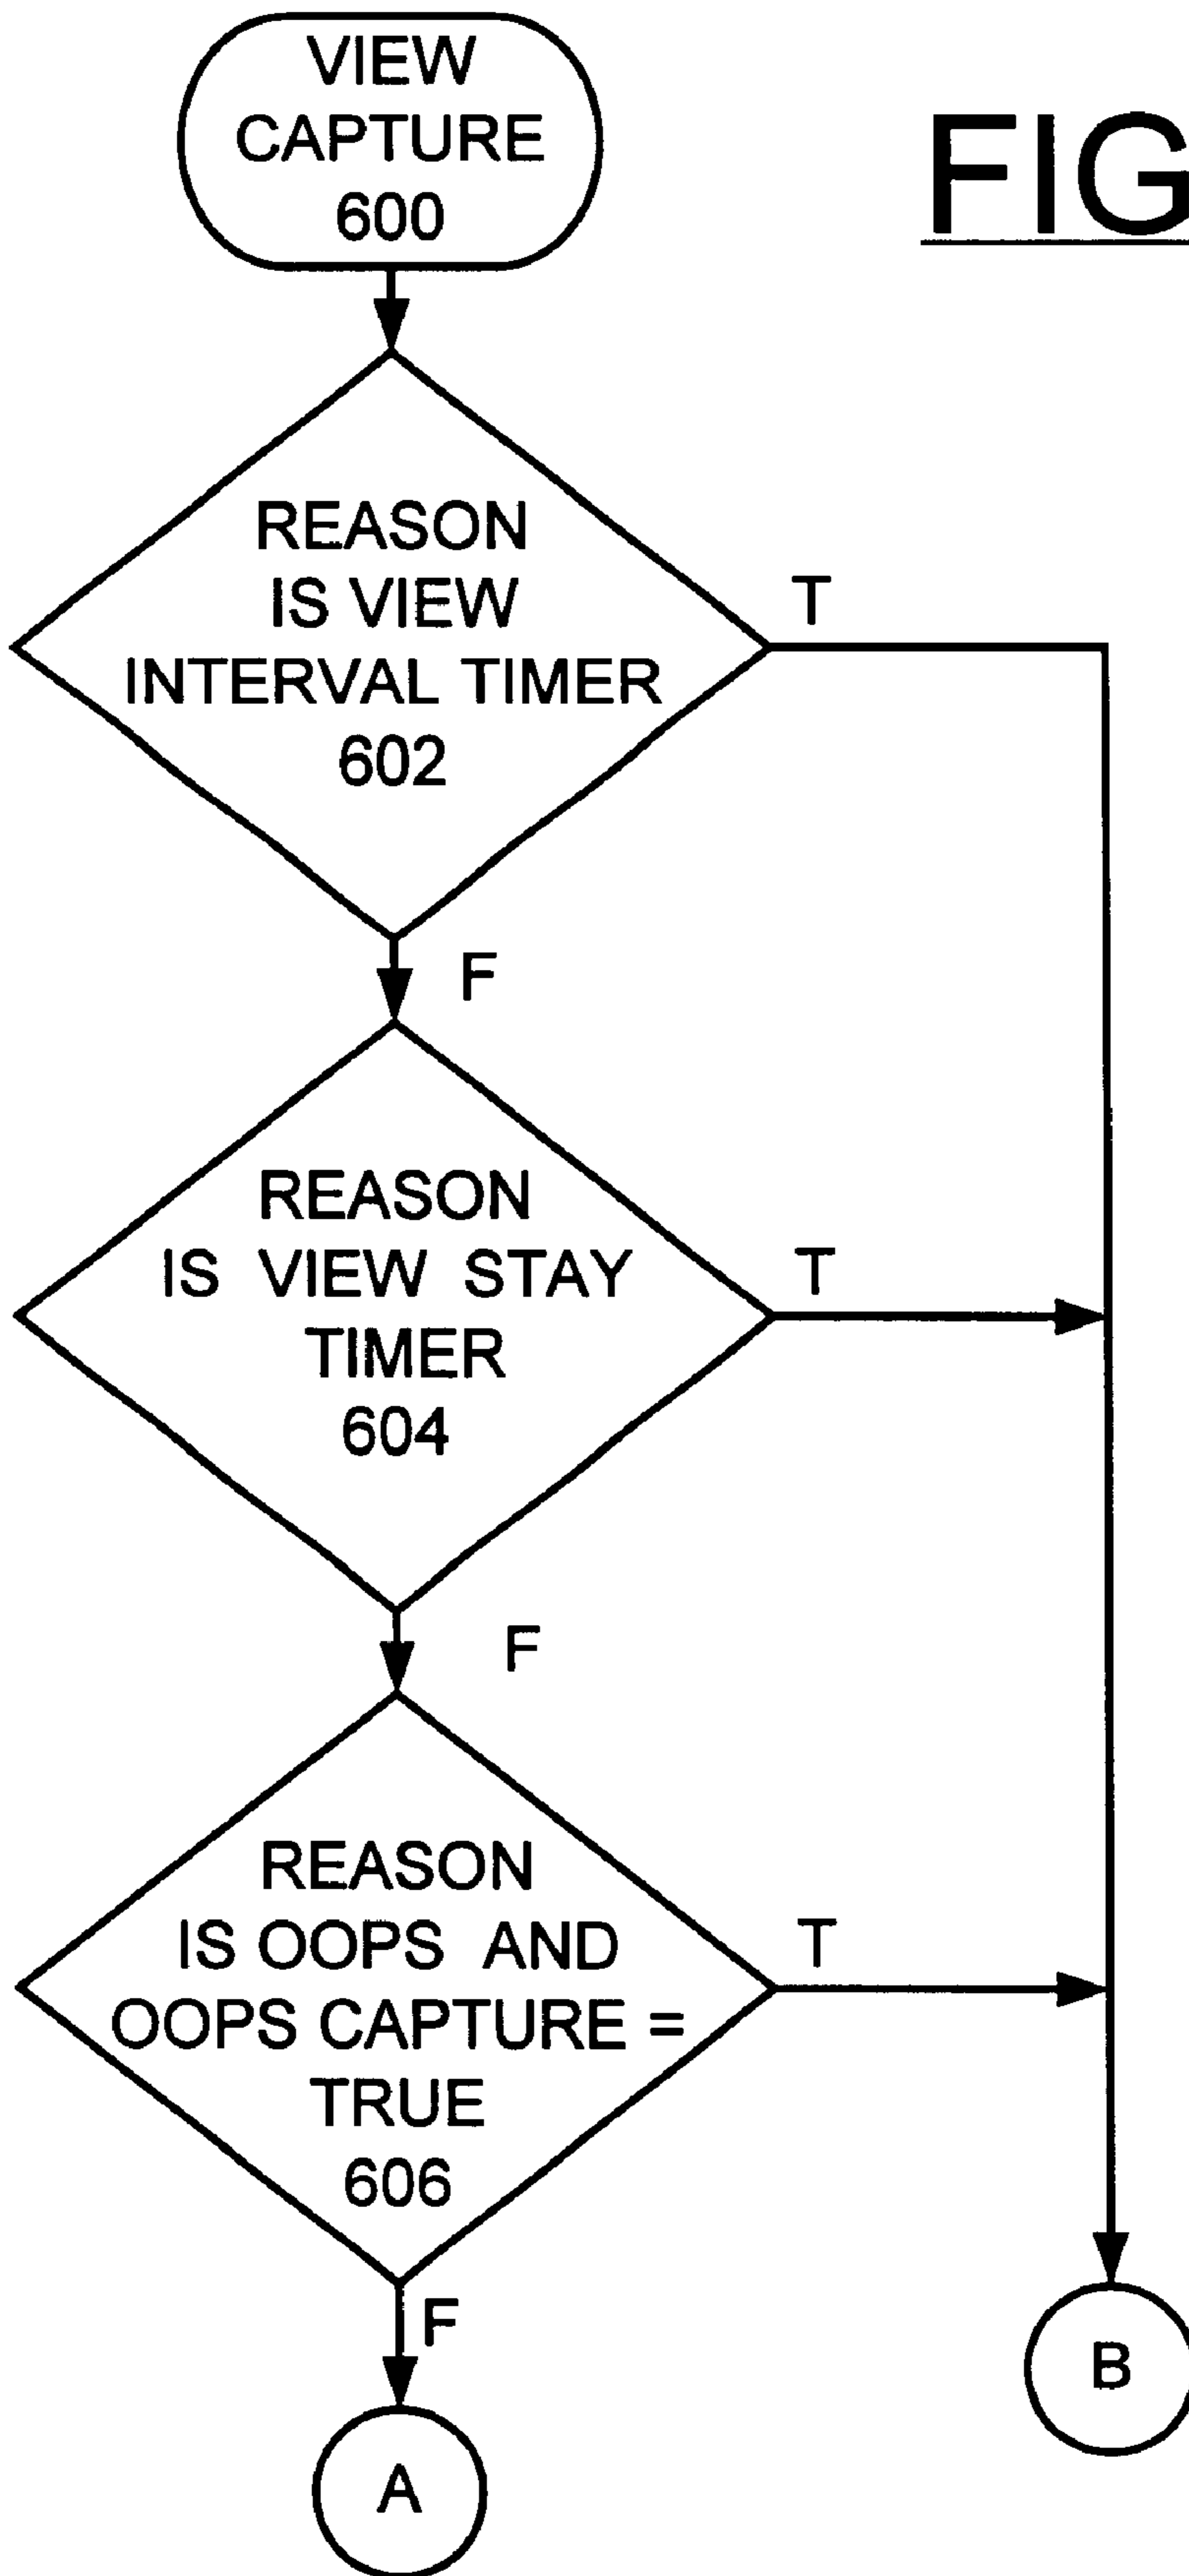 VIEW
CAPTURE
600
FIG
REASON
IS VIEW
INTERVAL TIMER
602
T
F
REASON
IS VIEW STAY
TIMER
604
T
F
REASON
IS OOPS AND
OOPS CAPTURE =
TRUE
606
T
F
B
A